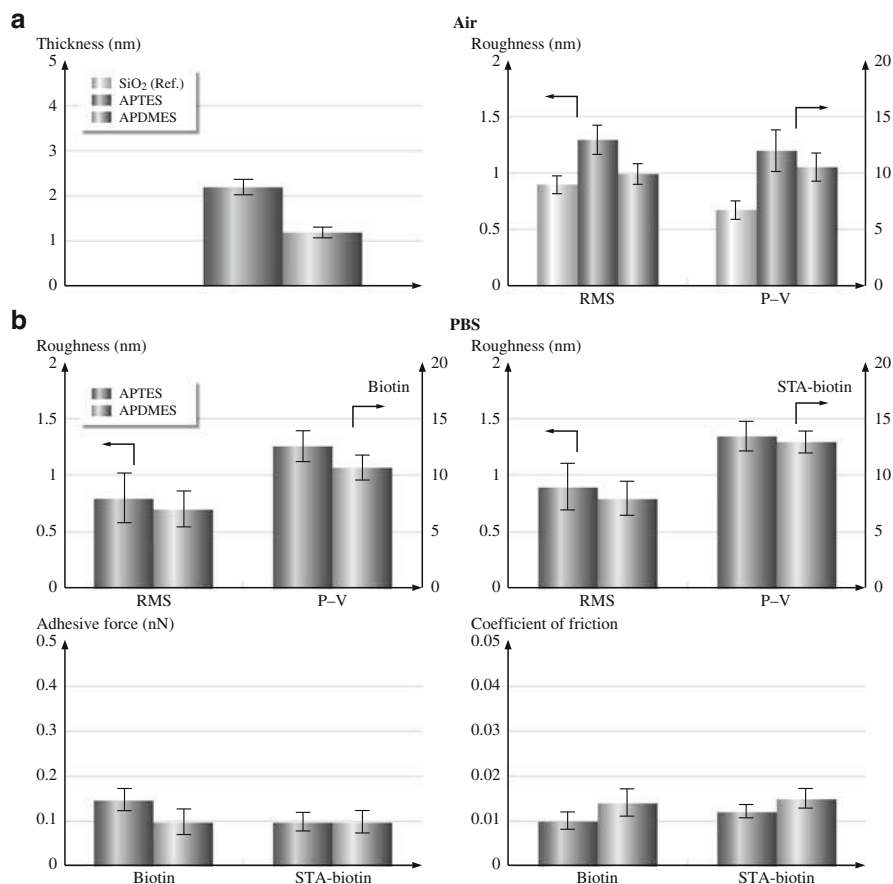 a
Air
Thickness (nm)
5
4
3
2
1
0
SiO₂ (Ref.)
APTES
APDMES
Roughness (nm)
2
1.5
1
0.5
0
20
15
10
5
0
RMS
P–V
b
PBS
Roughness (nm)
2
1.5
1
0.5
0
APTES
APDMES
Biotin
20
15
10
5
0
RMS
P–V
Roughness (nm)
2
1.5
1
0.5
0
STA-biotin
20
15
10
5
0
RMS
P–V
Adhesive force (nN)
0.5
0.4
0.3
0.2
0.1
0
Biotin
STA-biotin
Coefficient of friction
0.05
0.04
0.03
0.02
0.01
0
Biotin
STA-biotin